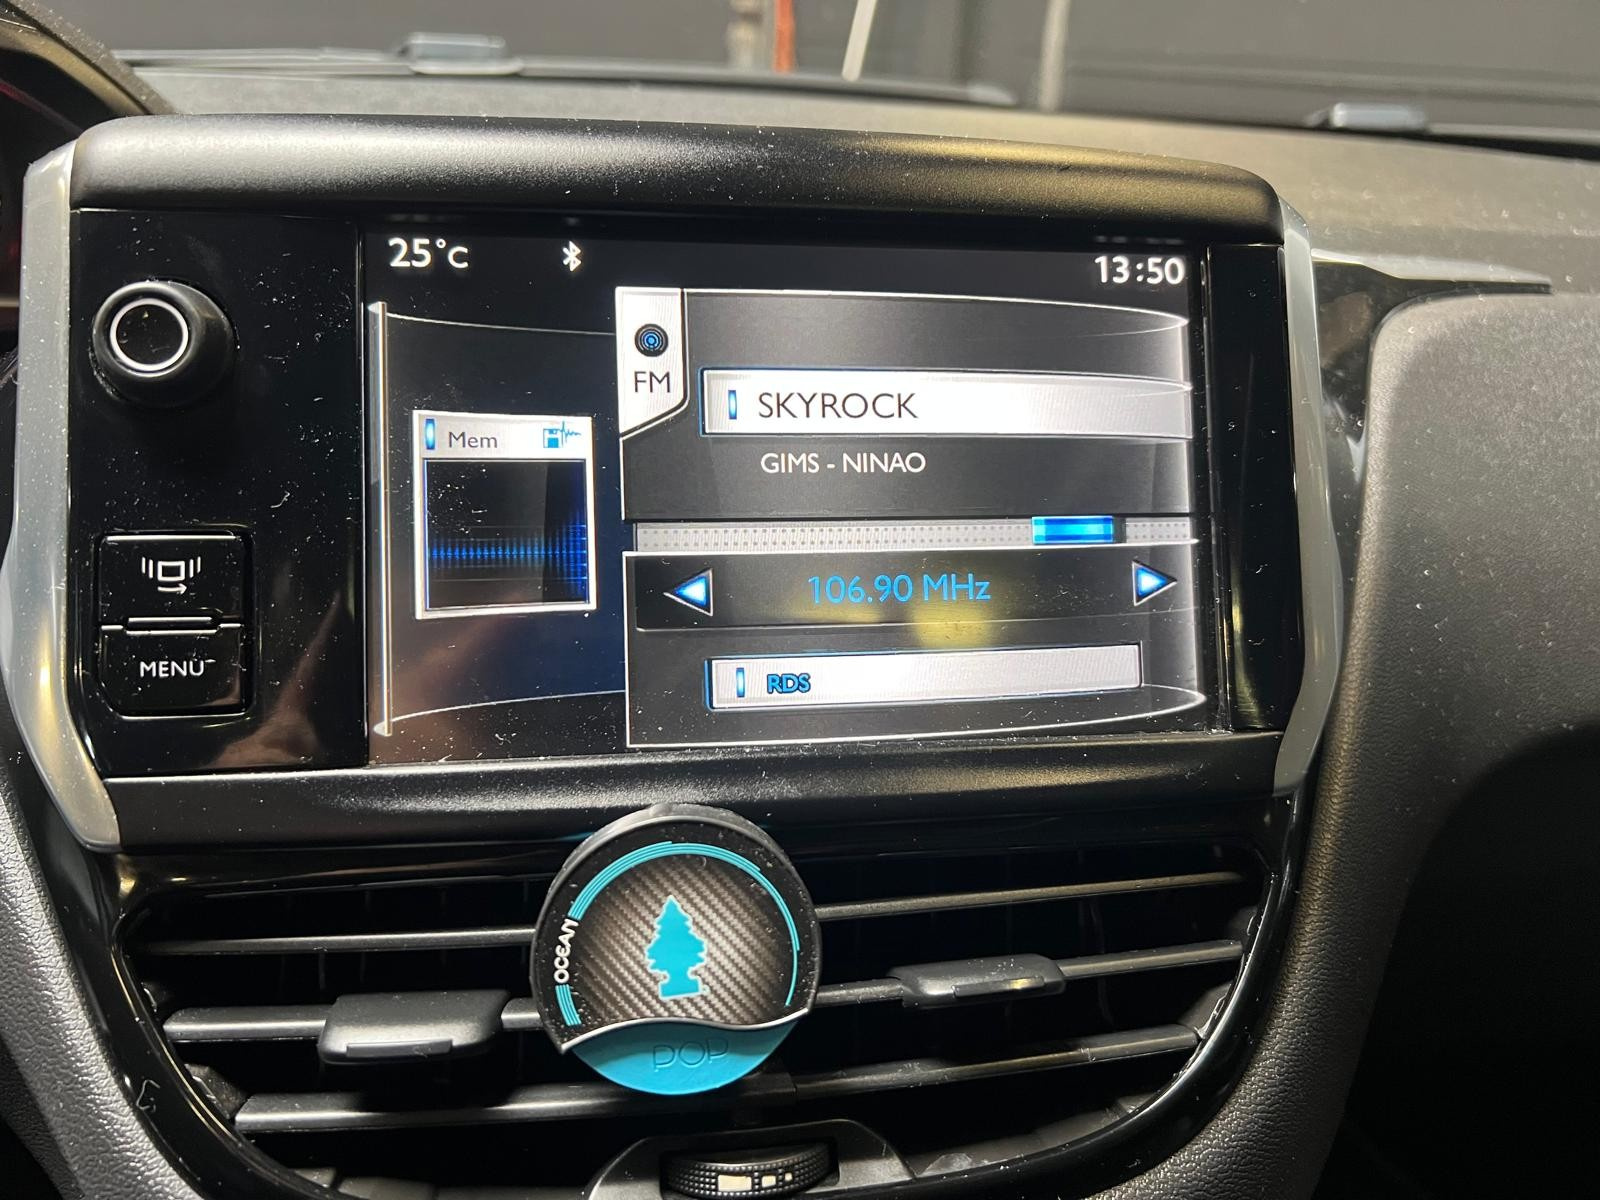 25°C
13:50
FM
SKYROCK
Mem
GIMS - NINAO
106.90 MHz
MENU
RDS
OCEAN
POP